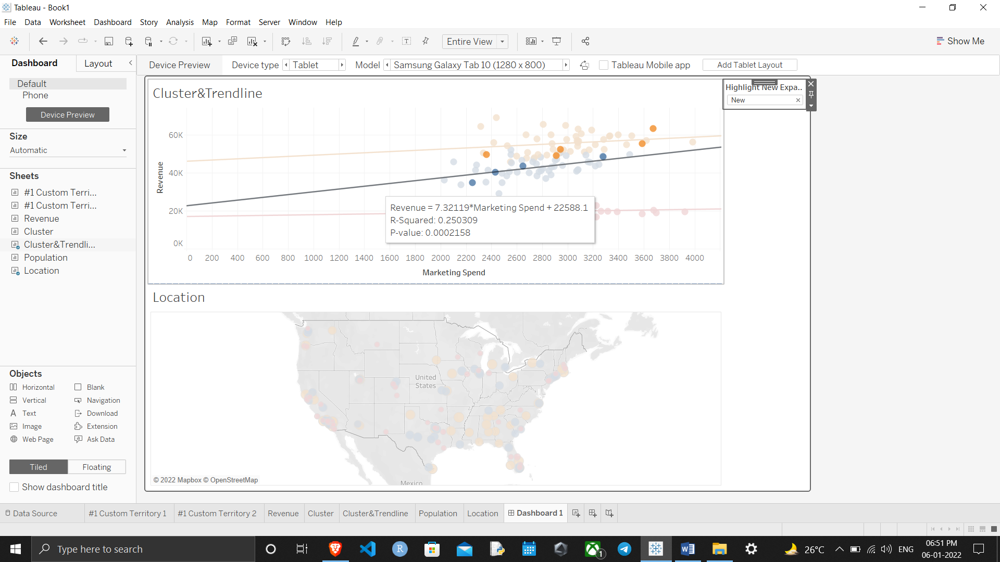 Tableau - Book1
File Data Worksheet Dashboard Story Analysis Map Format Server Window Help
Entire View
Show Me
Dashboard
Layout
Device Preview
Device type
Tablet
Model
Samsung Galaxy Tab 10 (1280 x 800)
Tableau Mobile app
Add Tablet Layout
Default
Phone
Device Preview
Size
Automatic
Sheets
#1 Custom Terri...
#1 Custom Terri...
Revenue
Cluster
Cluster&Trendli...
Population
Location
Objects
Horizontal
Blank
Vertical
Navigation
Text
Download
Image
Extension
Web Page
Ask Data
Tiled
Floating
Show dashboard title
Cluster&Trendline
Highlight New Expa..
New
Revenue
60K
40K
20K
0K
Revenue = 7.32119*Marketing Spend + 22588.1
R-Squared: 0.250309
P-value: 0.0002158
0 200 400 600 800 1000 1200 1400 1600 1800 2000 2200 2400 2600 2800 3000 3200 3400 3600 3800 4000
Marketing Spend
Location
United
States
Mexico
© 2022 Mapbox © OpenStreetMap
Data Source
#1 Custom Territory 1
#1 Custom Territory 2
Revenue
Cluster
Cluster&Trendline
Population
Location
Dashboard 1
Type here to search
R
1
26°C
ENG
06:51 PM
06-01-2022